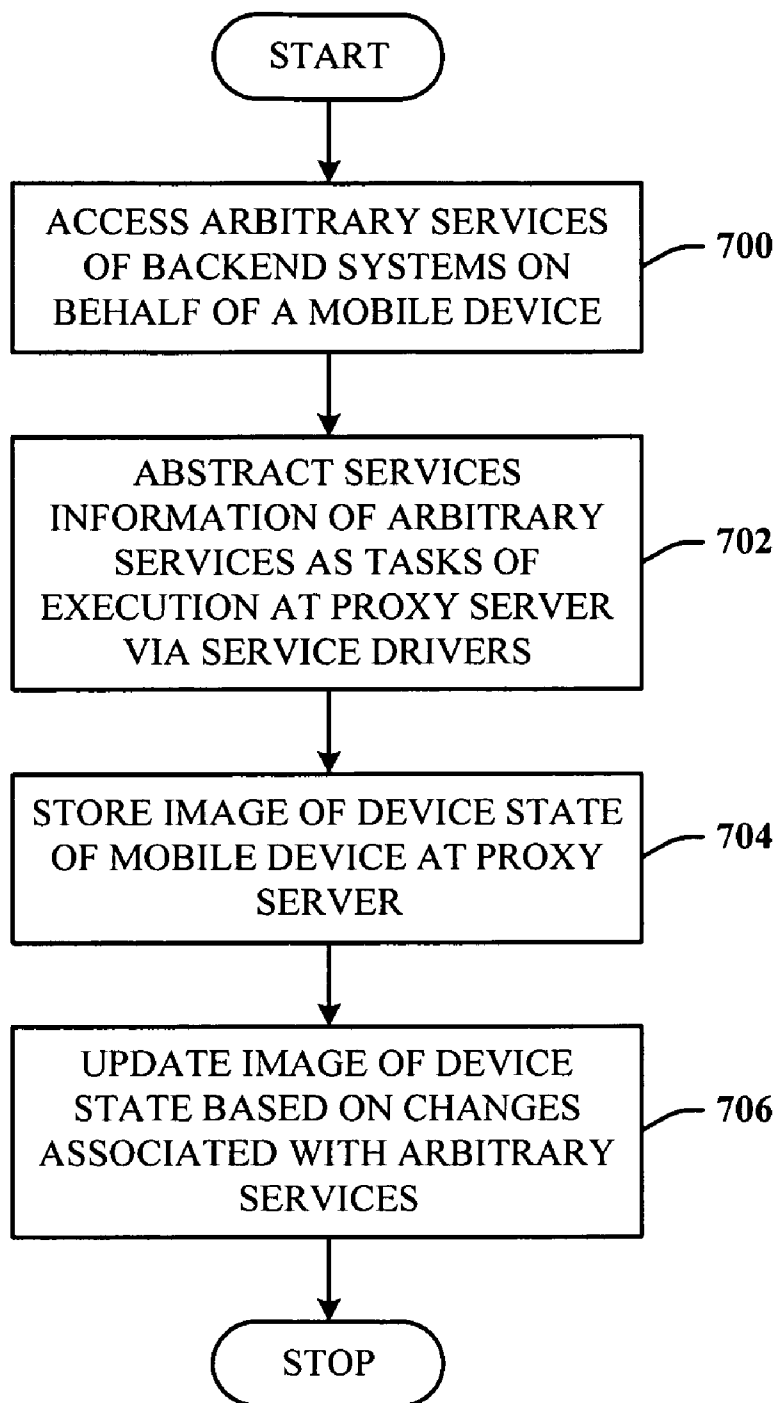 START
ACCESS ARBITRARY SERVICES
OF BACKEND SYSTEMS ON
BEHALF OF A MOBILE DEVICE
700
ABSTRACT SERVICES
INFORMATION OF ARBITRARY
SERVICES AS TASKS OF
EXECUTION AT PROXY SERVER
VIA SERVICE DRIVERS
702
STORE IMAGE OF DEVICE STATE
OF MOBILE DEVICE AT PROXY
SERVER
704
UPDATE IMAGE OF DEVICE
STATE BASED ON CHANGES
ASSOCIATED WITH ARBITRARY
SERVICES
706
STOP